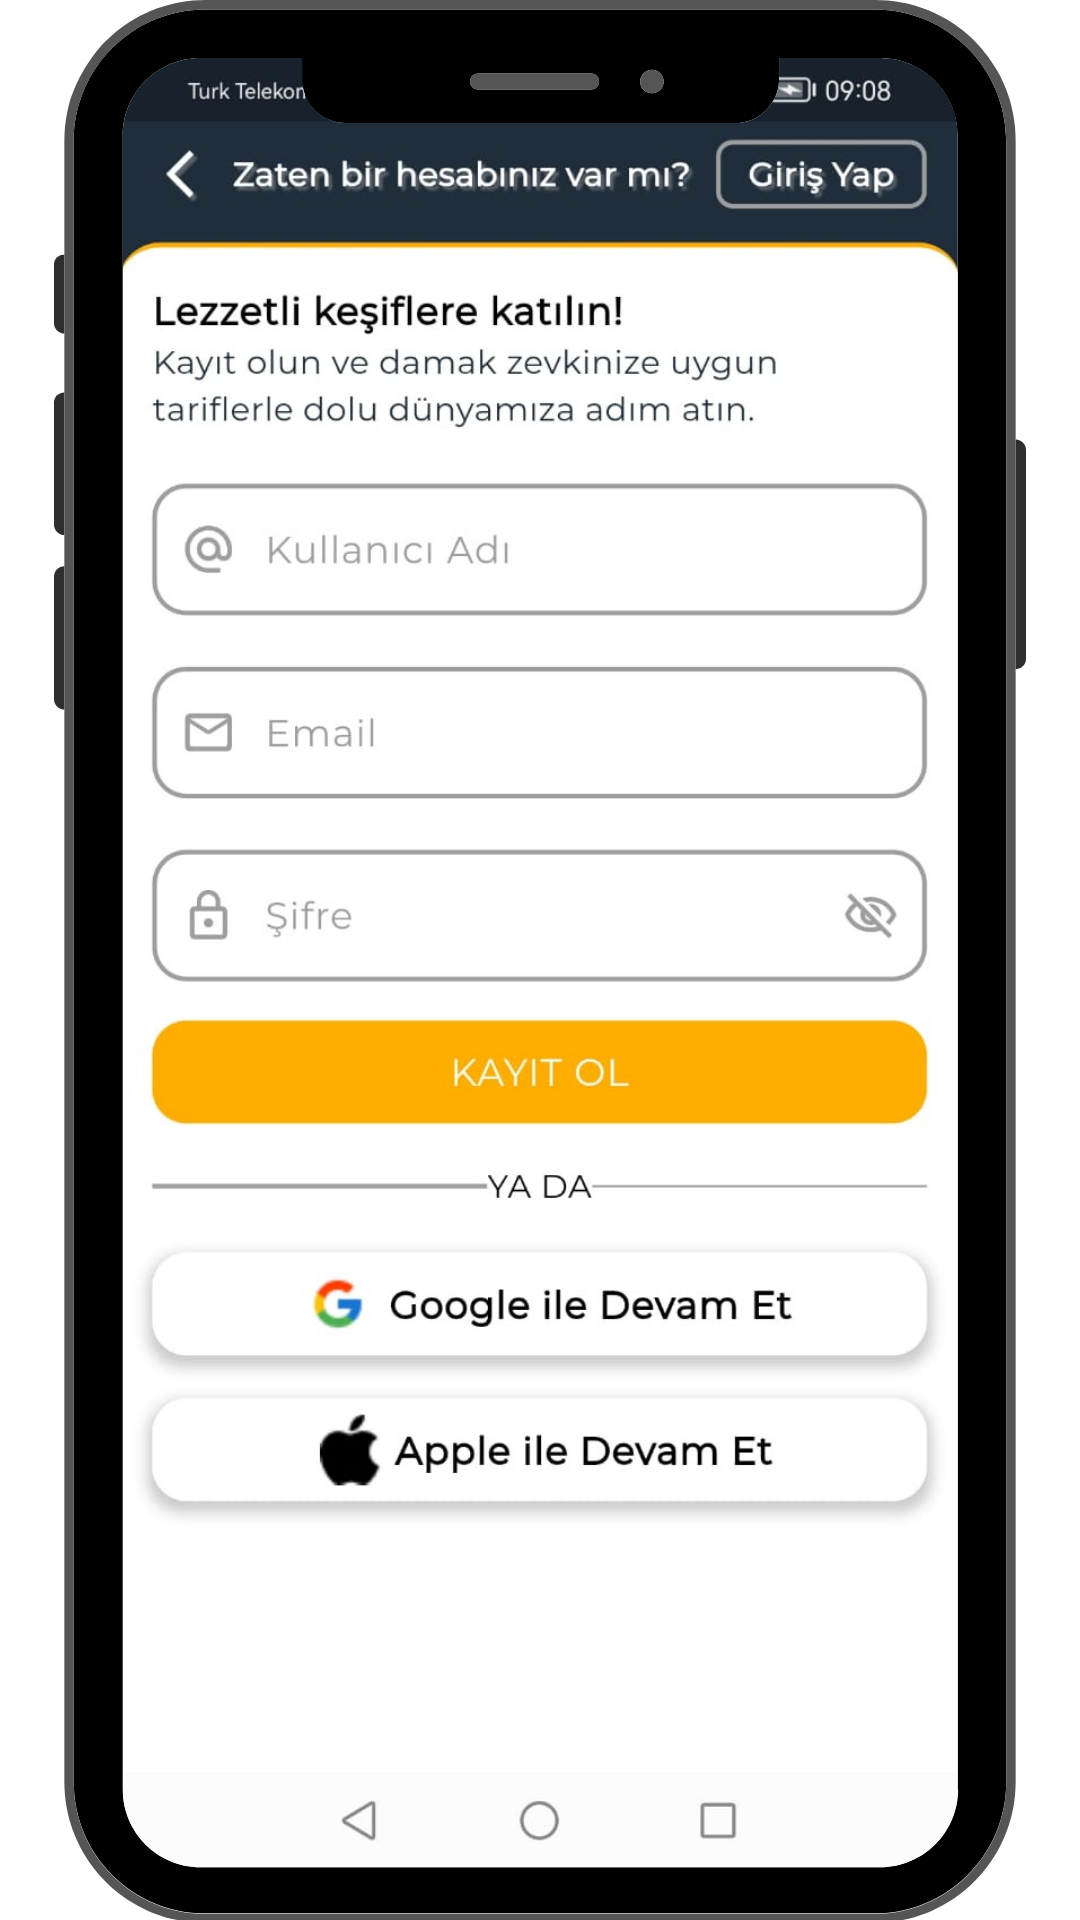 Turk Telekom 09:08
Zaten bir hesabınız var mı? Giriş Yap
Lezzetli keşiflere katılın!
Kayıt olun ve damak zevkinize uygun
tariflerle dolu dünyamıza adım atın.
Kullanıcı Adı
Email
Şifre
KAYIT OL
YA DA
Google ile Devam Et
Apple ile Devam Et